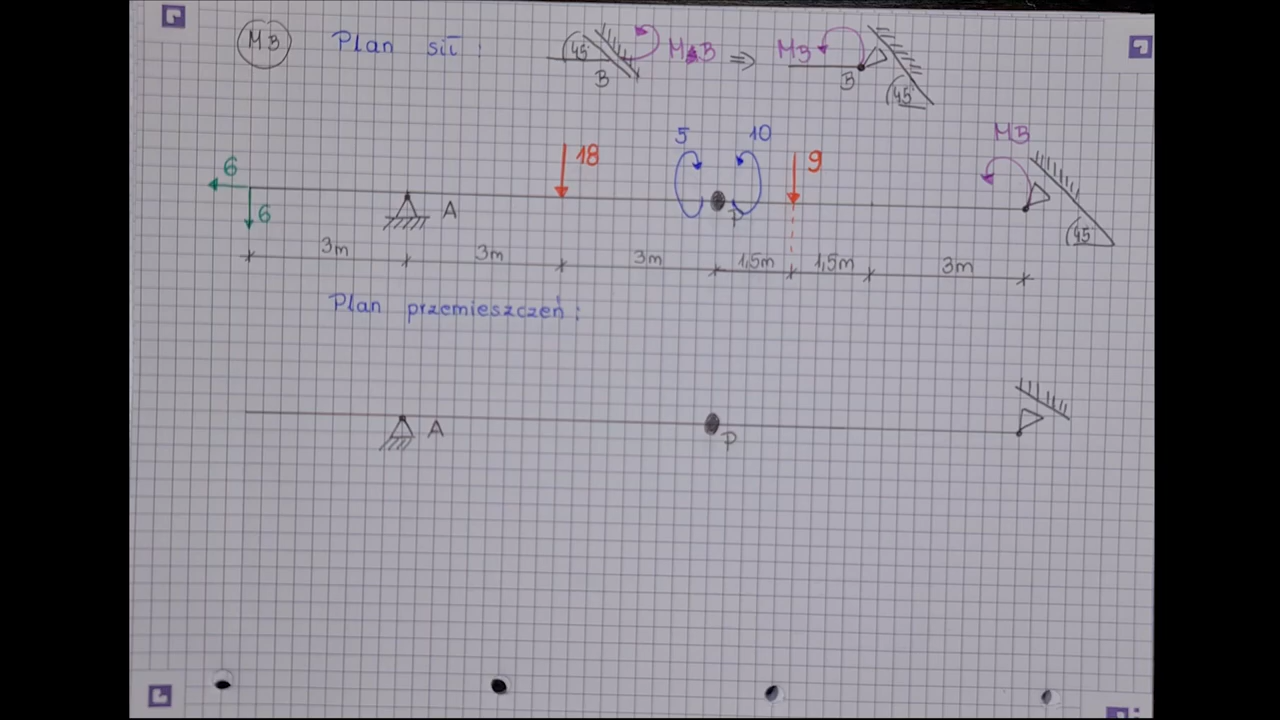 MB Plan sił : 45° B MB ⇒ MB B 45°
5 10 MB
6 18 9
6 A P 45
3m 3m 3m 1,5m 1,5m 3m
Plan przemieszczeń :
A P